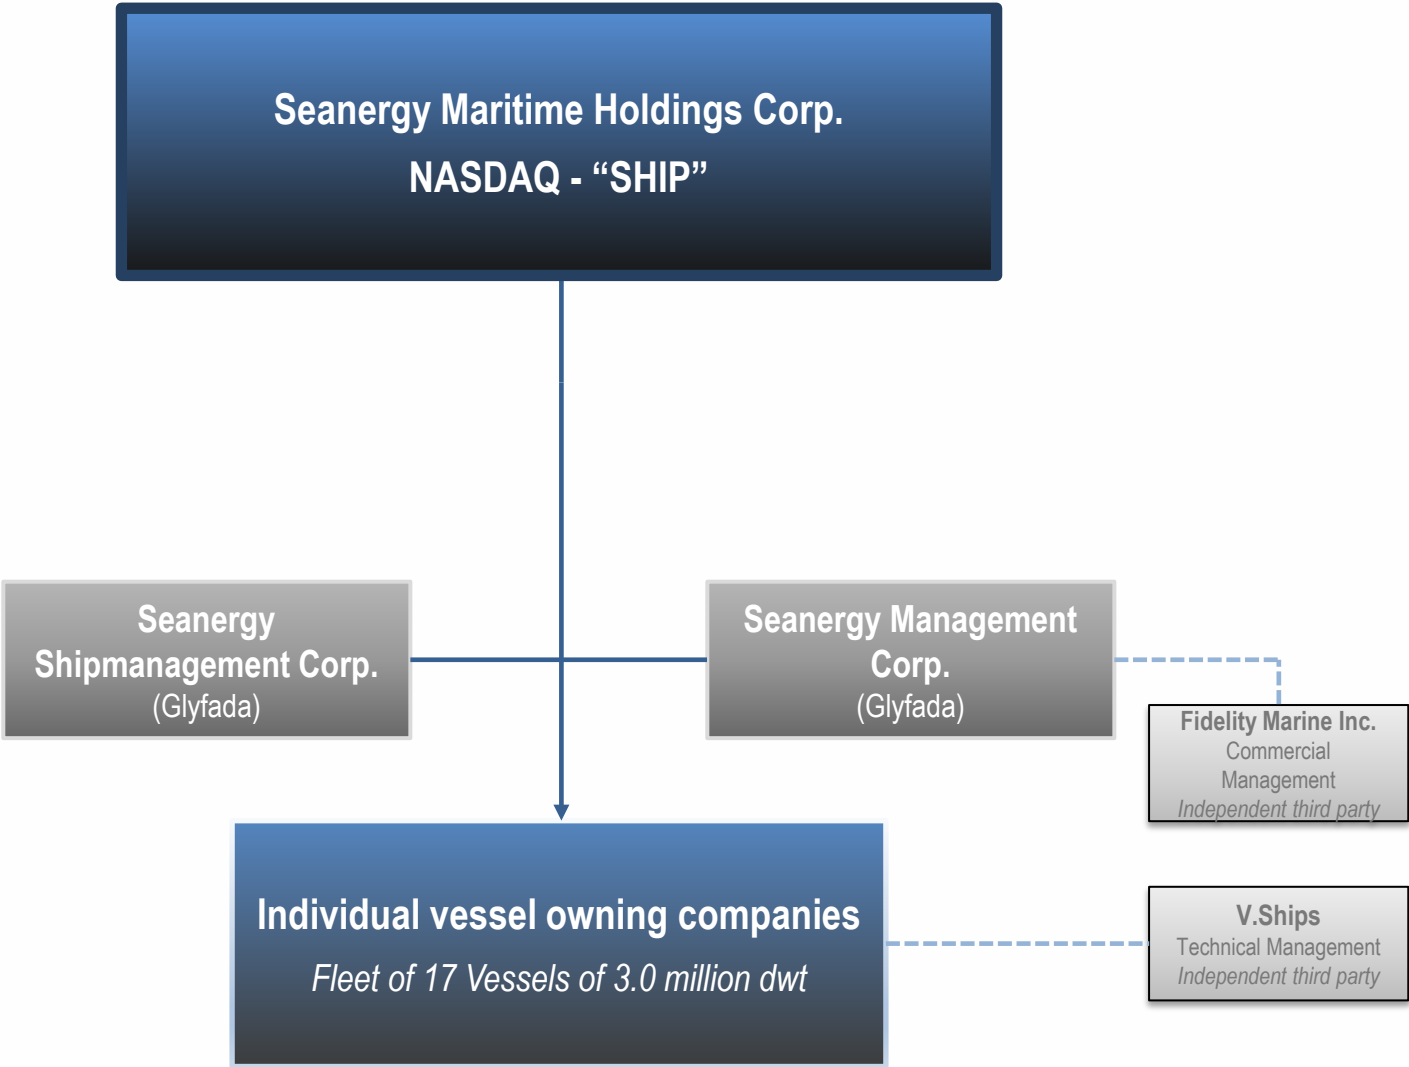 Seanergy Maritime Holdings Corp.
NASDAQ - “SHIP”
Seanergy
Shipmanagement Corp.
(Glyfada)
Seanergy Management
Corp.
(Glyfada)
Fidelity Marine Inc.
Commercial
Management
Independent third party
Individual vessel owning companies
Fleet of 17 Vessels of 3.0 million dwt
V.Ships
Technical Management
Independent third party